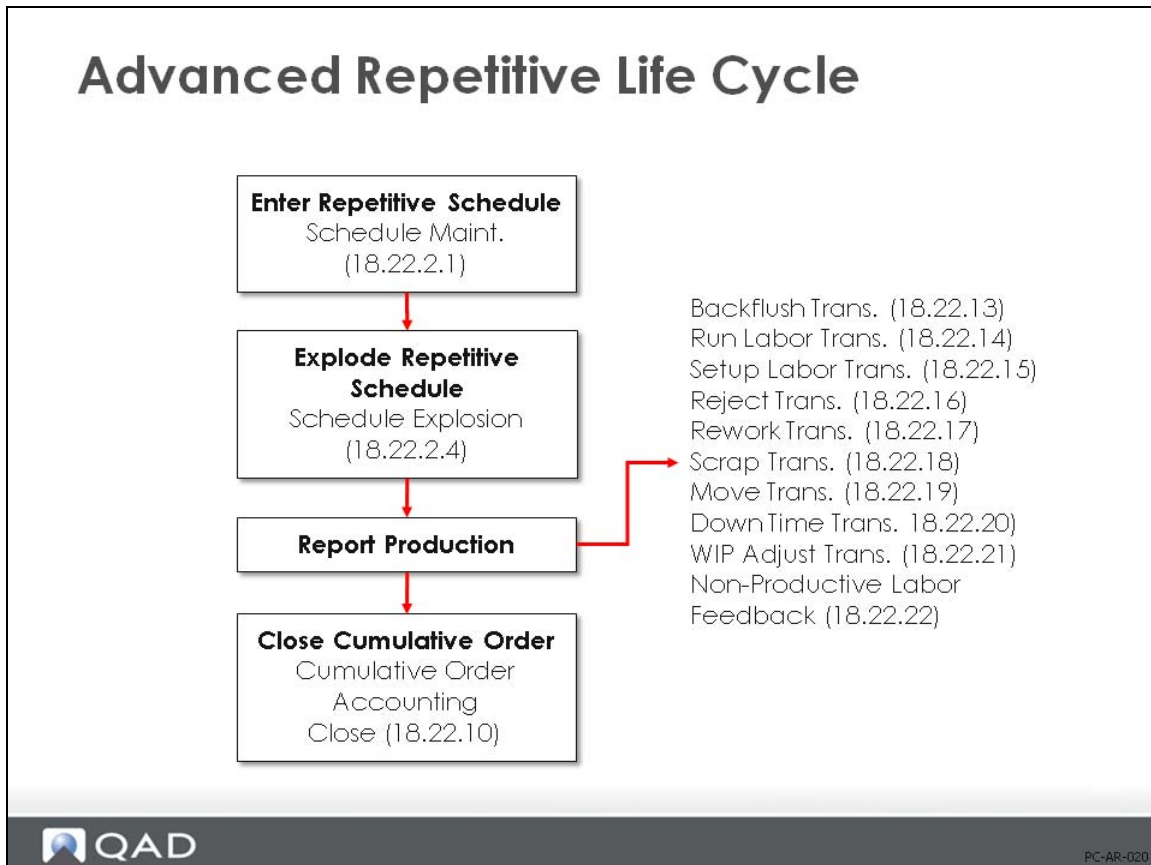 Advanced Repetitive Life Cycle
Enter Repetitive Schedule
Schedule Maint.
(18.22.2.1)
Explode Repetitive
Schedule
Schedule Explosion
(18.22.2.4)
Report Production
Close Cumulative Order
Cumulative Order
Accounting
Close (18.22.10)
Backflush Trans. (18.22.13)
Run Labor Trans. (18.22.14)
Setup Labor Trans. (18.22.15)
Reject Trans. (18.22.16)
Rework Trans. (18.22.17)
Scrap Trans. (18.22.18)
Move Trans. (18.22.19)
Down Time Trans. 18.22.20)
WIP Adjust Trans. (18.22.21)
Non-Productive Labor
Feedback (18.22.22)
QAD
PC-AR-020